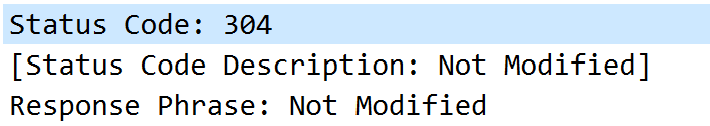 Status Code: 304
[Status Code Description: Not Modified]
Response Phrase: Not Modified